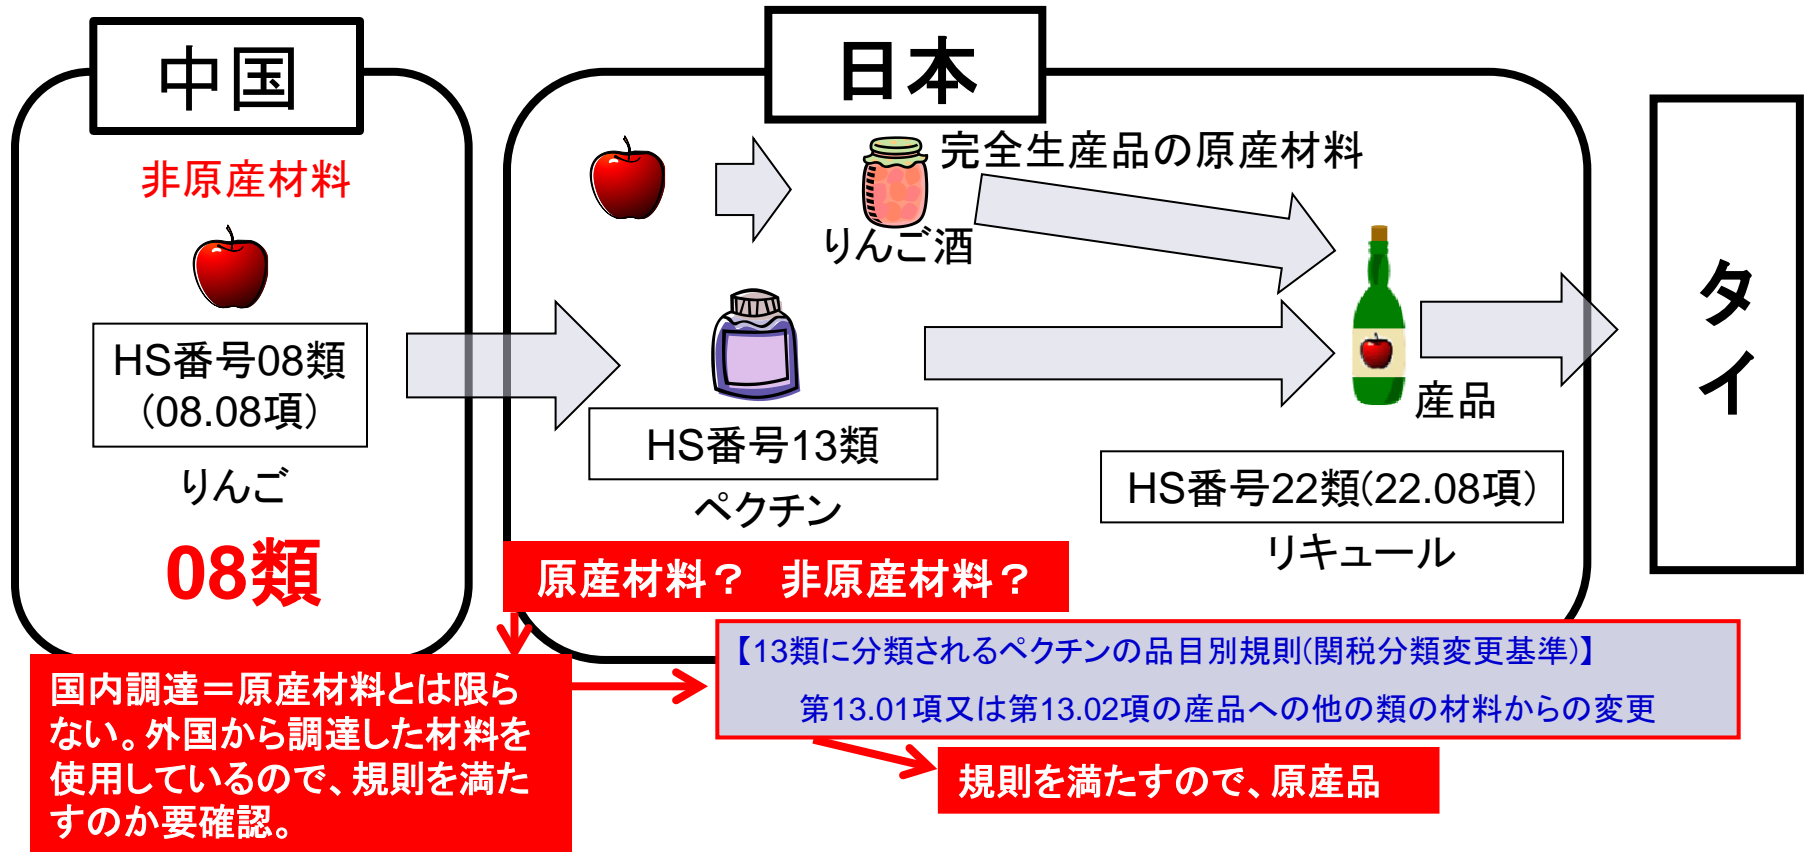 中国
日本
非原産材料
完全生産品の原産材料
りんご酒
HS番号08類
(08.08項)
りんご
08類
HS番号13類
ペクチン
産品
HS番号22類(22.08項)
リキュール
タイ
原産材料？　非原産材料？
国内調達＝原産材料とは限ら
ない。外国から調達した材料を
使用しているので、規則を満た
すのか要確認。
【13類に分類されるペクチンの品目別規則(関税分類変更基準)】
第13.01項又は第13.02項の産品への他の類の材料からの変更
規則を満たすので、原産品